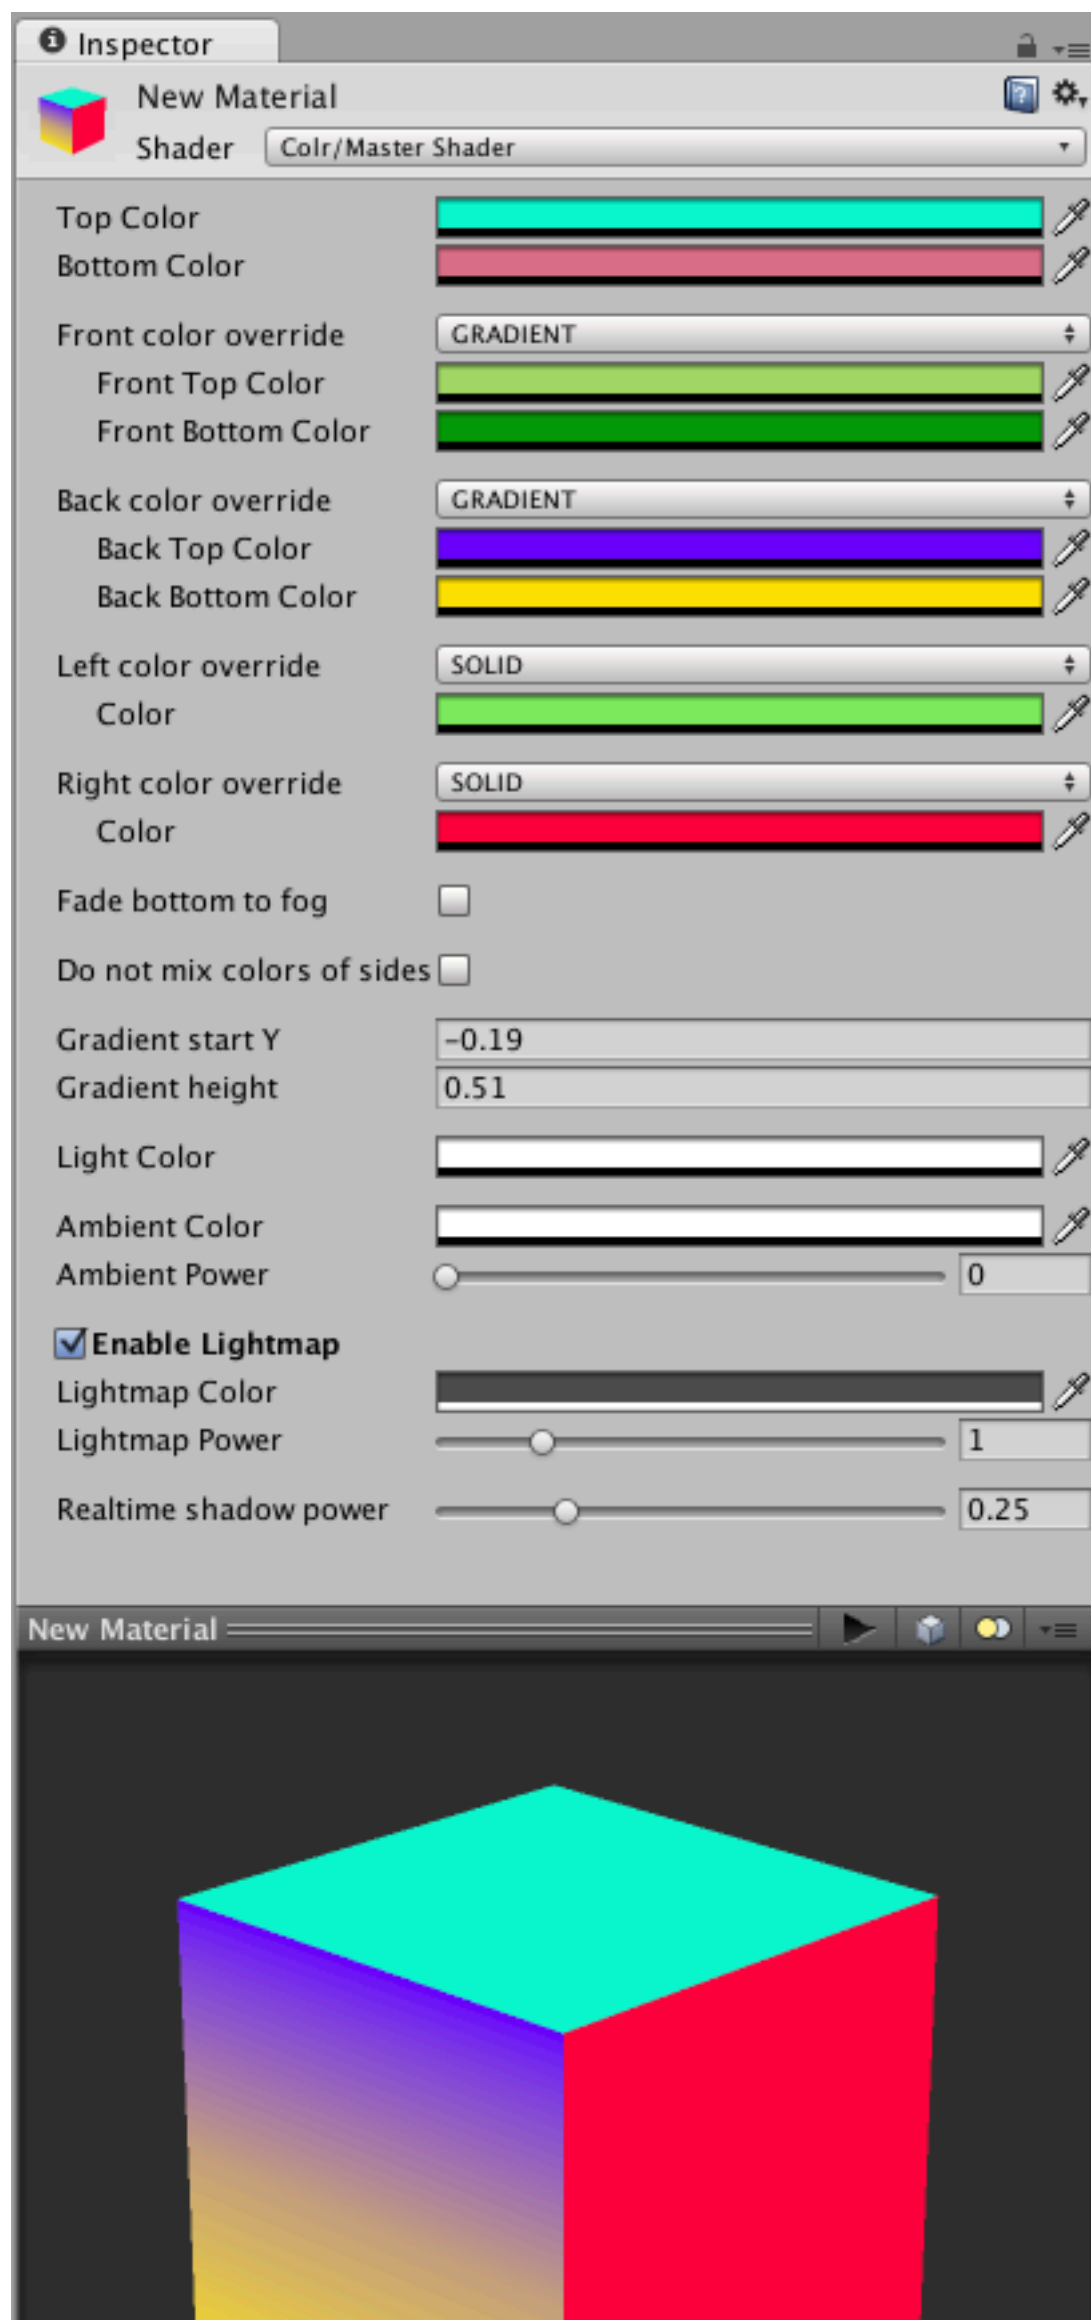 Inspector
New Material
Shader Colr/Master Shader
Top Color
Bottom Color
Front color override GRADIENT
Front Top Color
Front Bottom Color
Back color override GRADIENT
Back Top Color
Back Bottom Color
Left color override SOLID
Color
Right color override SOLID
Color
Fade bottom to fog
Do not mix colors of sides
Gradient start Y -0.19
Gradient height 0.51
Light Color
Ambient Color
Ambient Power 0
Enable Lightmap
Lightmap Color
Lightmap Power 1
Realtime shadow power 0.25
New Material